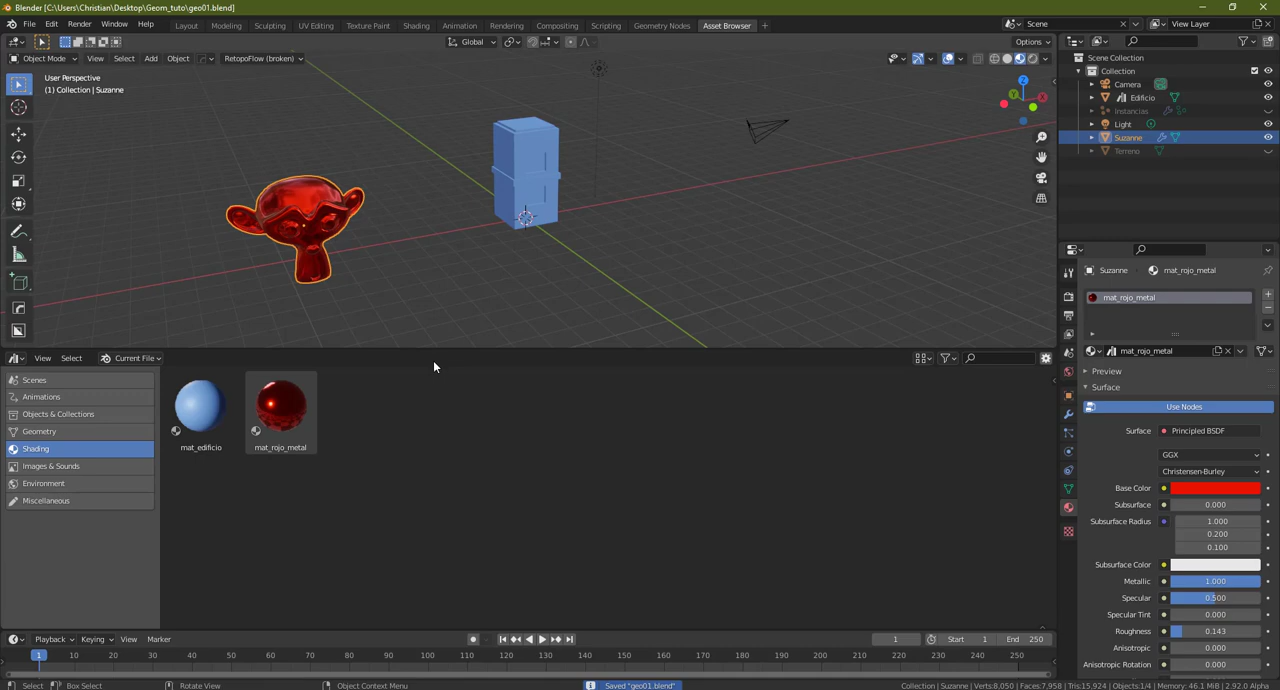 Blender [C:\Users\Christian\Desktop\Geom_tuto\geo01.blend]
File Edit Render Window Help Layout Modeling Sculpting UV Editing Texture Paint Shading Animation Rendering Compositing Scripting Geometry Nodes Asset Browser + Scene View Layer
Global Options
Object Mode View Select Add Object RetopoFlow (broken)
User Perspective
(1) Collection | Suzanne
Z
Y
X
Scene Collection
Collection
Camera
Edificio
Instancias
Light
Suzanne
Terreno
Suzanne mat_rojo_metal
mat_rojo_metal
mat_rojo_metal
Preview
Surface
Use Nodes
Surface Principled BSDF
GGX
Christensen-Burley
Base Color
Subsurface 0.000
Subsurface Radius 1.000
0.200
0.100
Subsurface Color
Metallic 1.000
Specular 0.500
Specular Tint 0.000
Roughness 0.143
Anisotropic 0.000
Anisotropic Rotation 0.000
View Select Current File
Scenes
Animations
Objects & Collections
Geometry
Shading
Images & Sounds
Environment
Miscellaneous
mat_edificio
mat_rojo_metal
Playback Keying View Marker 1 Start 1 End 250
1 10 20 30 40 50 60 70 80 90 100 110 120 130 140 150 160 170 180 190 200 210 220 230 240 250
Select Box Select Rotate View Object Context Menu Saved "geo01.blend" Collection | Suzanne | Verts:8,050 | Faces:7,958 | Tris:15,924 | Objects:1/4 | Memory: 46.1 MiB | 2.92.0 Alpha